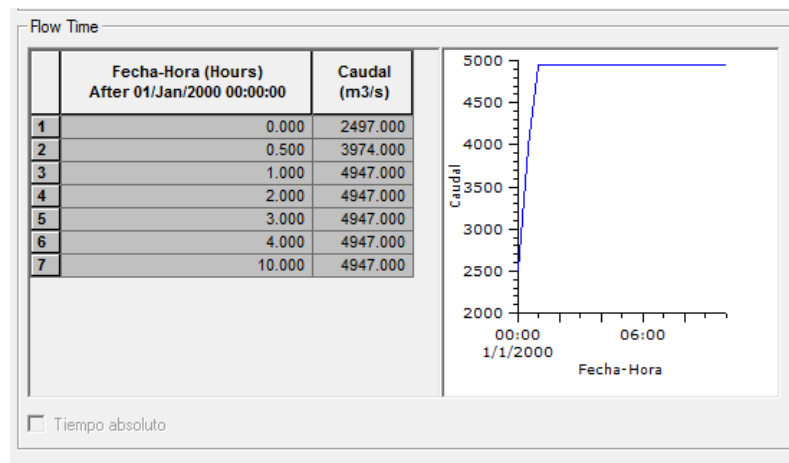 Flow Time
Fecha-Hora (Hours) Caudal
After 01/Jan/2000 00:00:00 (m3/s)
1 0.000 2497.000
2 0.500 3974.000
3 1.000 4947.000
4 2.000 4947.000
5 3.000 4947.000
6 4.000 4947.000
7 10.000 4947.000
5000
4500
4000
3500
3000
2500
2000
Caudal
00:00 06:00
1/1/2000
Fecha-Hora
Tiempo absoluto